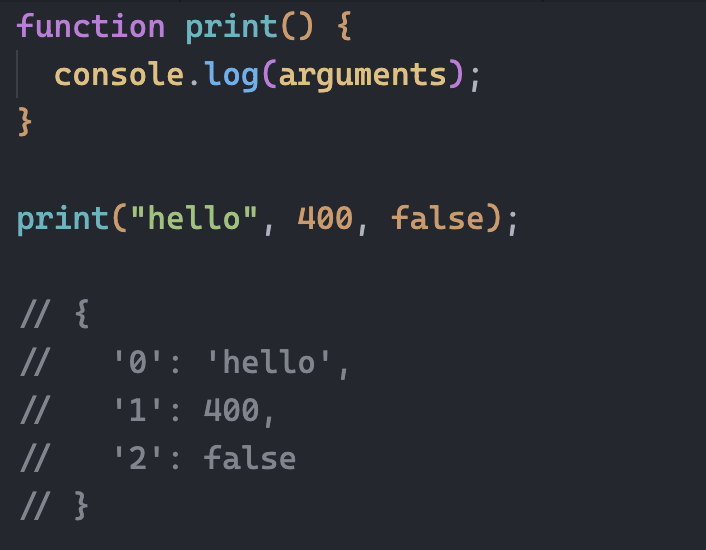 function print() {
  console.log(arguments);
}

print("hello", 400, false);

// {
//   '0': 'hello',
//   '1': 400,
//   '2': false
// }